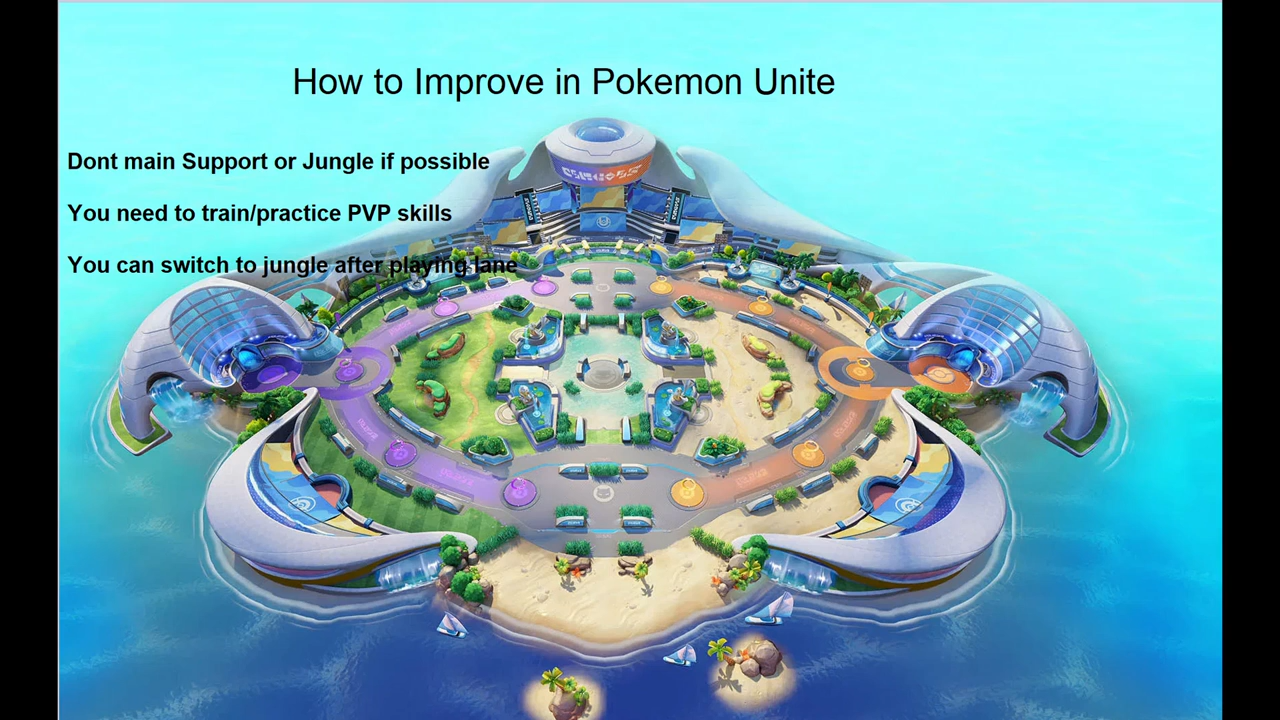 How to Improve in Pokemon Unite
Dont main Support or Jungle if possible
You need to train/practice PVP skills
You can switch to jungle after playing lane